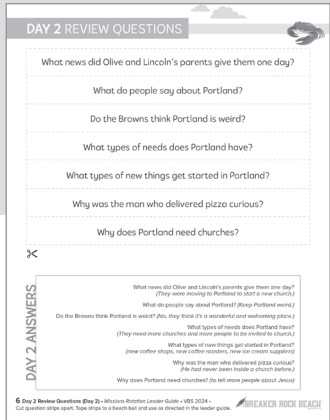 DAY 2 REVIEW QUESTIONS
What news did Olive and Lincoln's parents give them one day?
What do people say about Portland?
Do the Browns think Portland is weird?
What types of needs does Portland have?
What types of new things get started in Portland?
Why was the man who delivered pizza curious?
Why does Portland need churches?
DAY 2 ANSWERS
What news did Olive and Lincoln's parents give them one day?
(They were moving to Portland to start a new church.)
What do people say about Portland? (Keep Portland weird.)
Do the Browns think Portland is weird? (No, they think it's a wonderful and welcoming place.)
What types of needs does Portland have?
(They need more churches and more people to be invited to church.)
What types of new things get started in Portland?
(new coffee shops, new coffee roasters, new ice cream suppliers)
Why was the man who delivered pizza curious?
(He had never been inside a church before.)
Why does Portland need churches? (to tell more people about Jesus)
6 Day 2 Review Questions (Day 2) • Missions Rotation Leader Guide • VBS 2024 •
Cut question strips apart. Tape strips to a beach ball and use as directed in the leader guide.
BREAKER ROCK BEACH